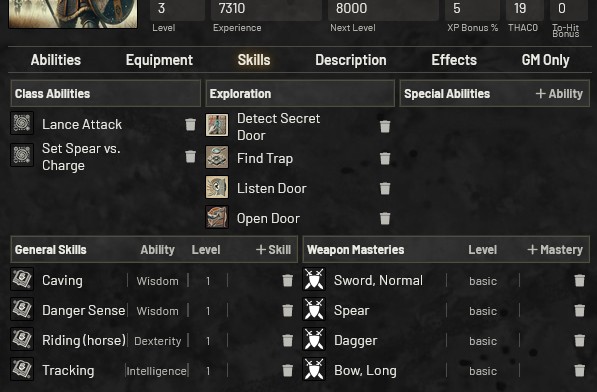 3 7310 8000 5 19 0
Level Experience Next Level XP Bonus % THAC0 To-Hit Bonus
Abilities Equipment Skills Description Effects GM Only
Class Abilities Exploration Special Abilities + Ability
Lance Attack
Set Spear vs.
Charge
Detect Secret
Door
Find Trap
Listen Door
Open Door
General Skills Ability Level + Skill
Caving Wisdom 1
Danger Sense Wisdom 1
Riding (horse) Dexterity 1
Tracking Intelligence 1
Weapon Masteries Level + Mastery
Sword, Normal basic
Spear basic
Dagger basic
Bow, Long basic